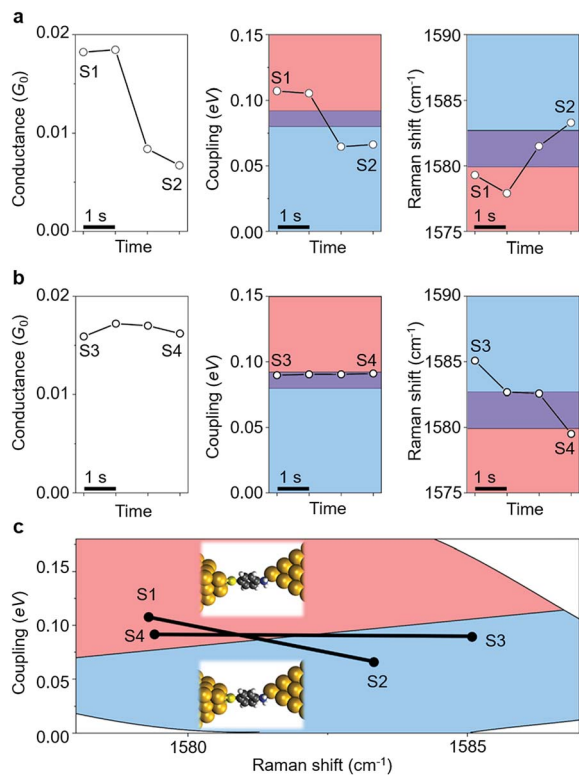 a
Conductance (G0)
0.02
0.01
0.00
S1
S2
1 s
Time
Coupling (eV)
0.15
0.10
0.05
0.00
S1
S2
1 s
Time
Raman shift (cm-1)
1590
1585
1580
1575
S1
S2
1 s
Time
b
Conductance (G0)
0.02
0.01
0.00
S3
S4
1 s
Time
Coupling (eV)
0.15
0.10
0.05
0.00
S3
S4
1 s
Time
Raman shift (cm-1)
1590
1585
1580
1575
S3
S4
1 s
Time
c
Coupling (eV)
0.15
0.10
0.05
0.00
S1
S4
S3
S2
1580
1585
Raman shift (cm-1)